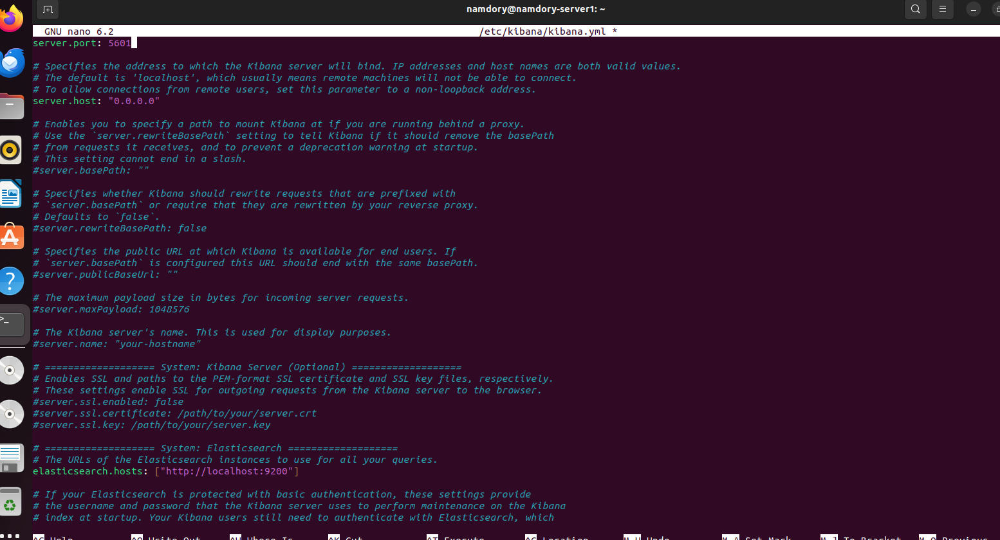 namdory@namdory-server1: ~
GNU nano 6.2 /etc/kibana/kibana.yml *
server.port: 5601
# Specifies the address to which the Kibana server will bind. IP addresses and host names are both valid values.
# The default is 'localhost', which usually means remote machines will not be able to connect.
# To allow connections from remote users, set this parameter to a non-loopback address.
server.host: "0.0.0.0"
# Enables you to specify a path to mount Kibana at if you are running behind a proxy.
# Use the `server.rewriteBasePath` setting to tell Kibana if it should remove the basePath
# from requests it receives, and to prevent a deprecation warning at startup.
# This setting cannot end in a slash.
#server.basePath: ""
# Specifies whether Kibana should rewrite requests that are prefixed with
# `server.basePath` or require that they are rewritten by your reverse proxy.
# Defaults to `false`.
#server.rewriteBasePath: false
# Specifies the public URL at which Kibana is available for end users. If
# `server.basePath` is configured this URL should end with the same basePath.
#server.publicBaseUrl: ""
# The maximum payload size in bytes for incoming server requests.
#server.maxPayload: 1048576
# The Kibana server's name. This is used for display purposes.
#server.name: "your-hostname"
# =================== System: Kibana Server (Optional) ===================
# Enables SSL and paths to the PEM-format SSL certificate and SSL key files, respectively.
# These settings enable SSL for outgoing requests from the Kibana server to the browser.
#server.ssl.enabled: false
#server.ssl.certificate: /path/to/your/server.crt
#server.ssl.key: /path/to/your/server.key
# =================== System: Elasticsearch ===================
# The URLs of the Elasticsearch instances to use for all your queries.
elasticsearch.hosts: ["http://localhost:9200"]
# If your Elasticsearch is protected with basic authentication, these settings provide
# the username and password that the Kibana server uses to perform maintenance on the Kibana
# index at startup. Your Kibana users still need to authenticate with Elasticsearch, which
^G Help ^O Write Out ^W Where Is ^K Cut ^T Execute ^C Location M-U Undo M-A Set Mark M-] To Bracket M-Q Previous